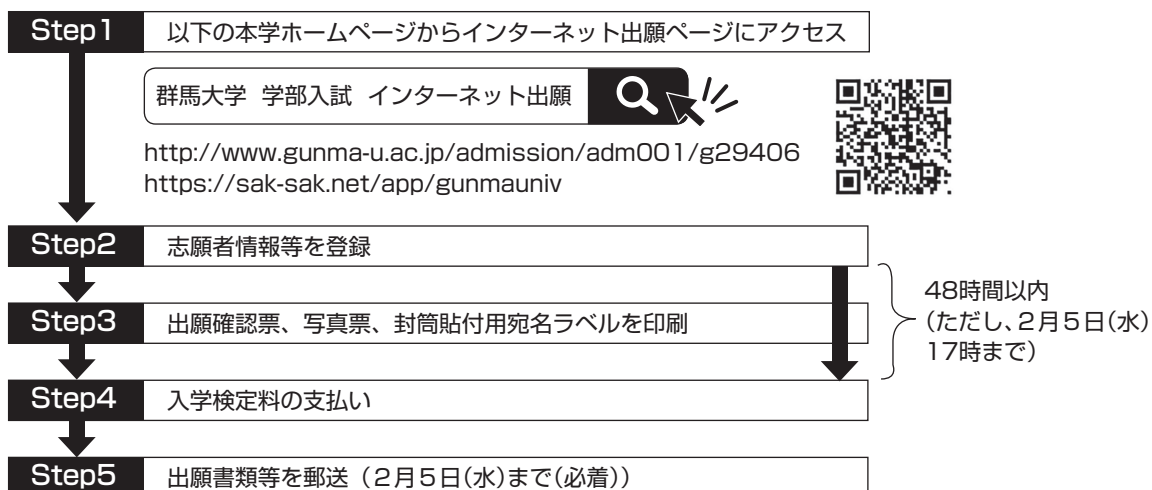 Step1 以下の本学ホームページからインターネット出願ページにアクセス
群馬大学 学部入試 インターネット出願
http://www.gunma-u.ac.jp/admission/adm001/g29406
https://sak-sak.net/app/gunmauniv
Step2 志願者情報等を登録
48時間以内
(ただし、2月5日(水)
17時まで)
Step3 出願確認票、写真票、封筒貼付用宛名ラベルを印刷
Step4 入学検定料の支払い
Step5 出願書類等を郵送(2月5日(水)まで(必着))